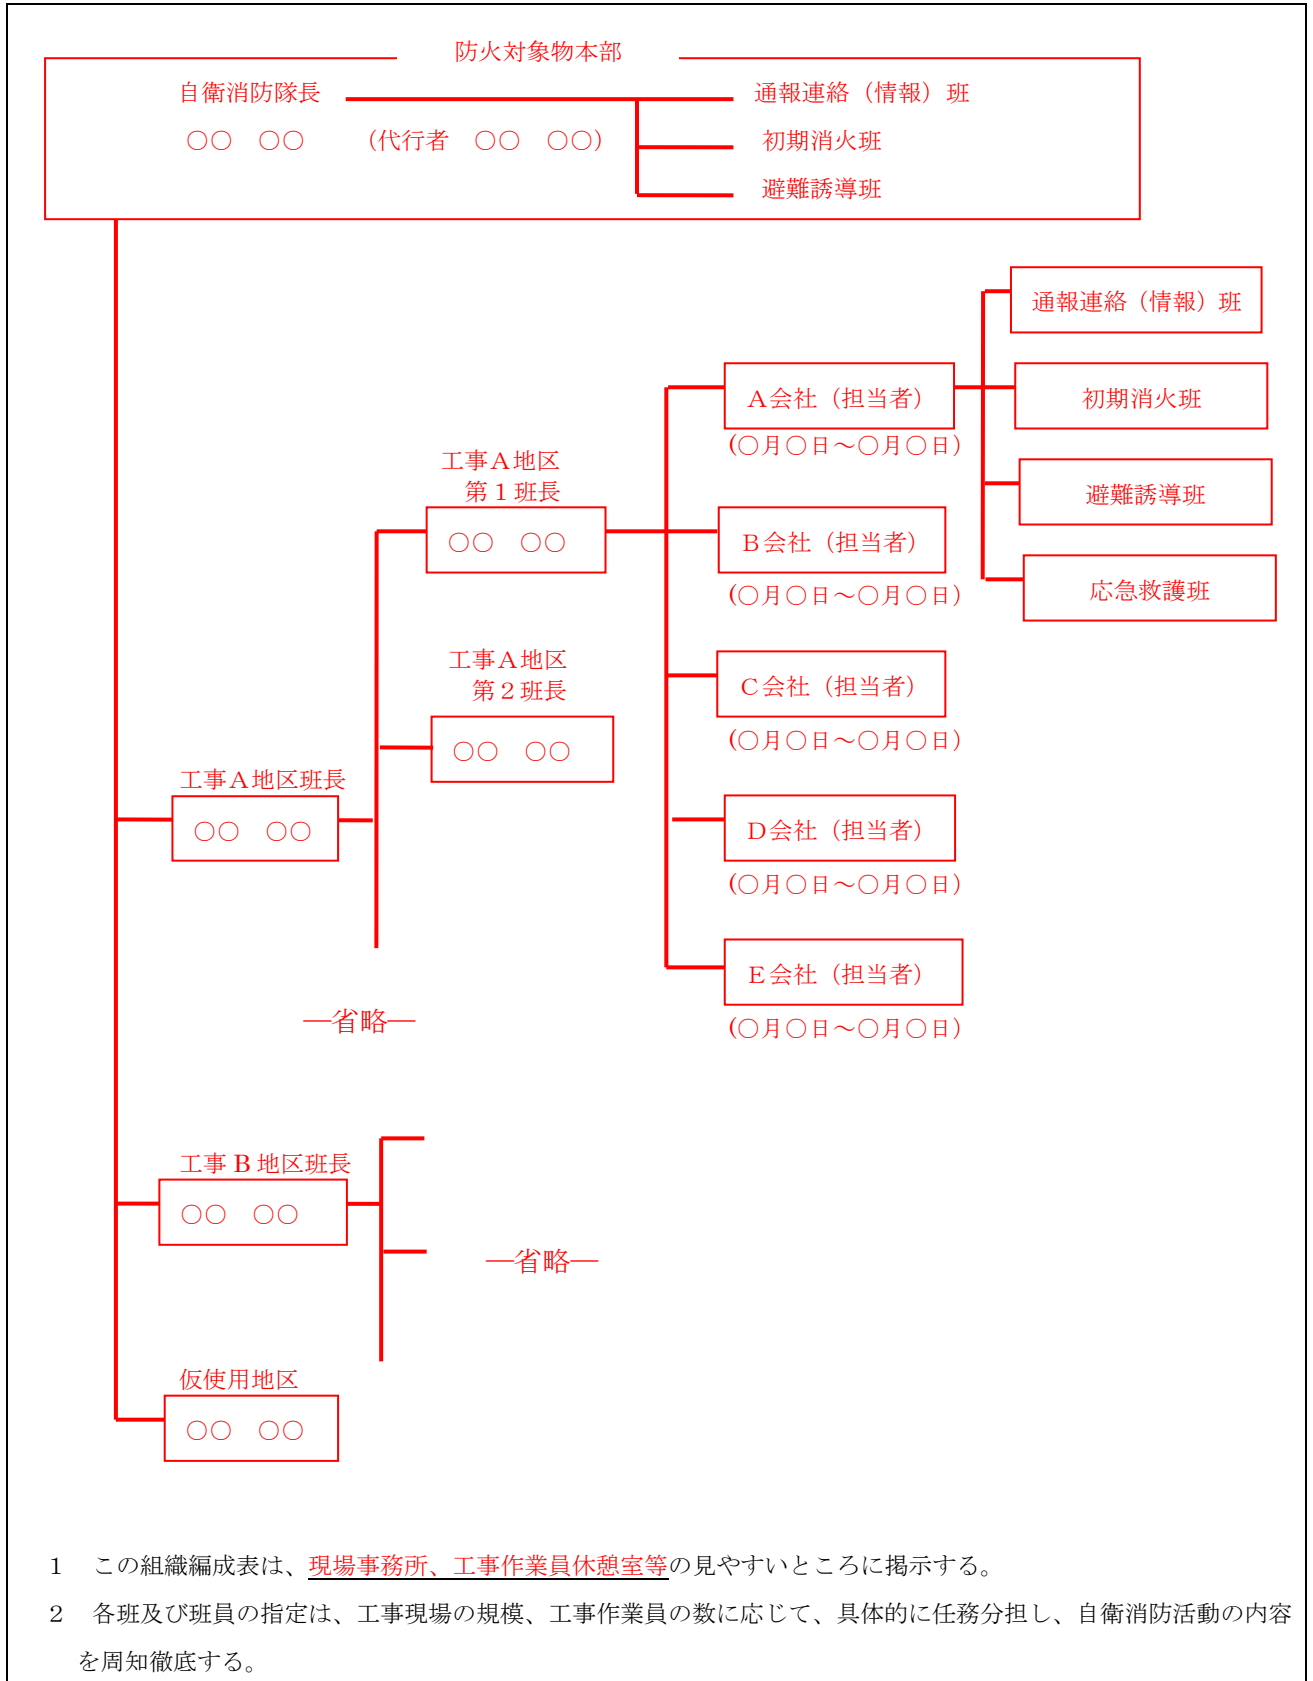 防火対象物本部
自衛消防隊長
通報連絡（情報）班
〇〇　〇〇　（代行者　〇〇　〇〇）
初期消火班
避難誘導班
通報連絡（情報）班
Ａ会社（担当者）
初期消火班
(〇月〇日～〇月〇日）
工事Ａ地区
第１班長
避難誘導班
〇〇　〇〇
Ｂ会社（担当者）
応急救護班
(〇月〇日～〇月〇日）
工事Ａ地区
第２班長
Ｃ会社（担当者）
(〇月〇日～〇月〇日）
〇〇　〇〇
工事Ａ地区班長
〇〇　〇〇
Ｄ会社（担当者）
(〇月〇日～〇月〇日）
Ｅ会社（担当者）
―省略―
(〇月〇日～〇月〇日）
工事 B 地区班長
〇〇　〇〇
―省略―
仮使用地区
〇〇　〇〇
１　この組織編成表は、現場事務所、工事作業員休憩室等の見やすいところに掲示する。
２　各班及び班員の指定は、工事現場の規模、工事作業員の数に応じて、具体的に任務分担し、自衛消防活動の内容
を周知徹底する。